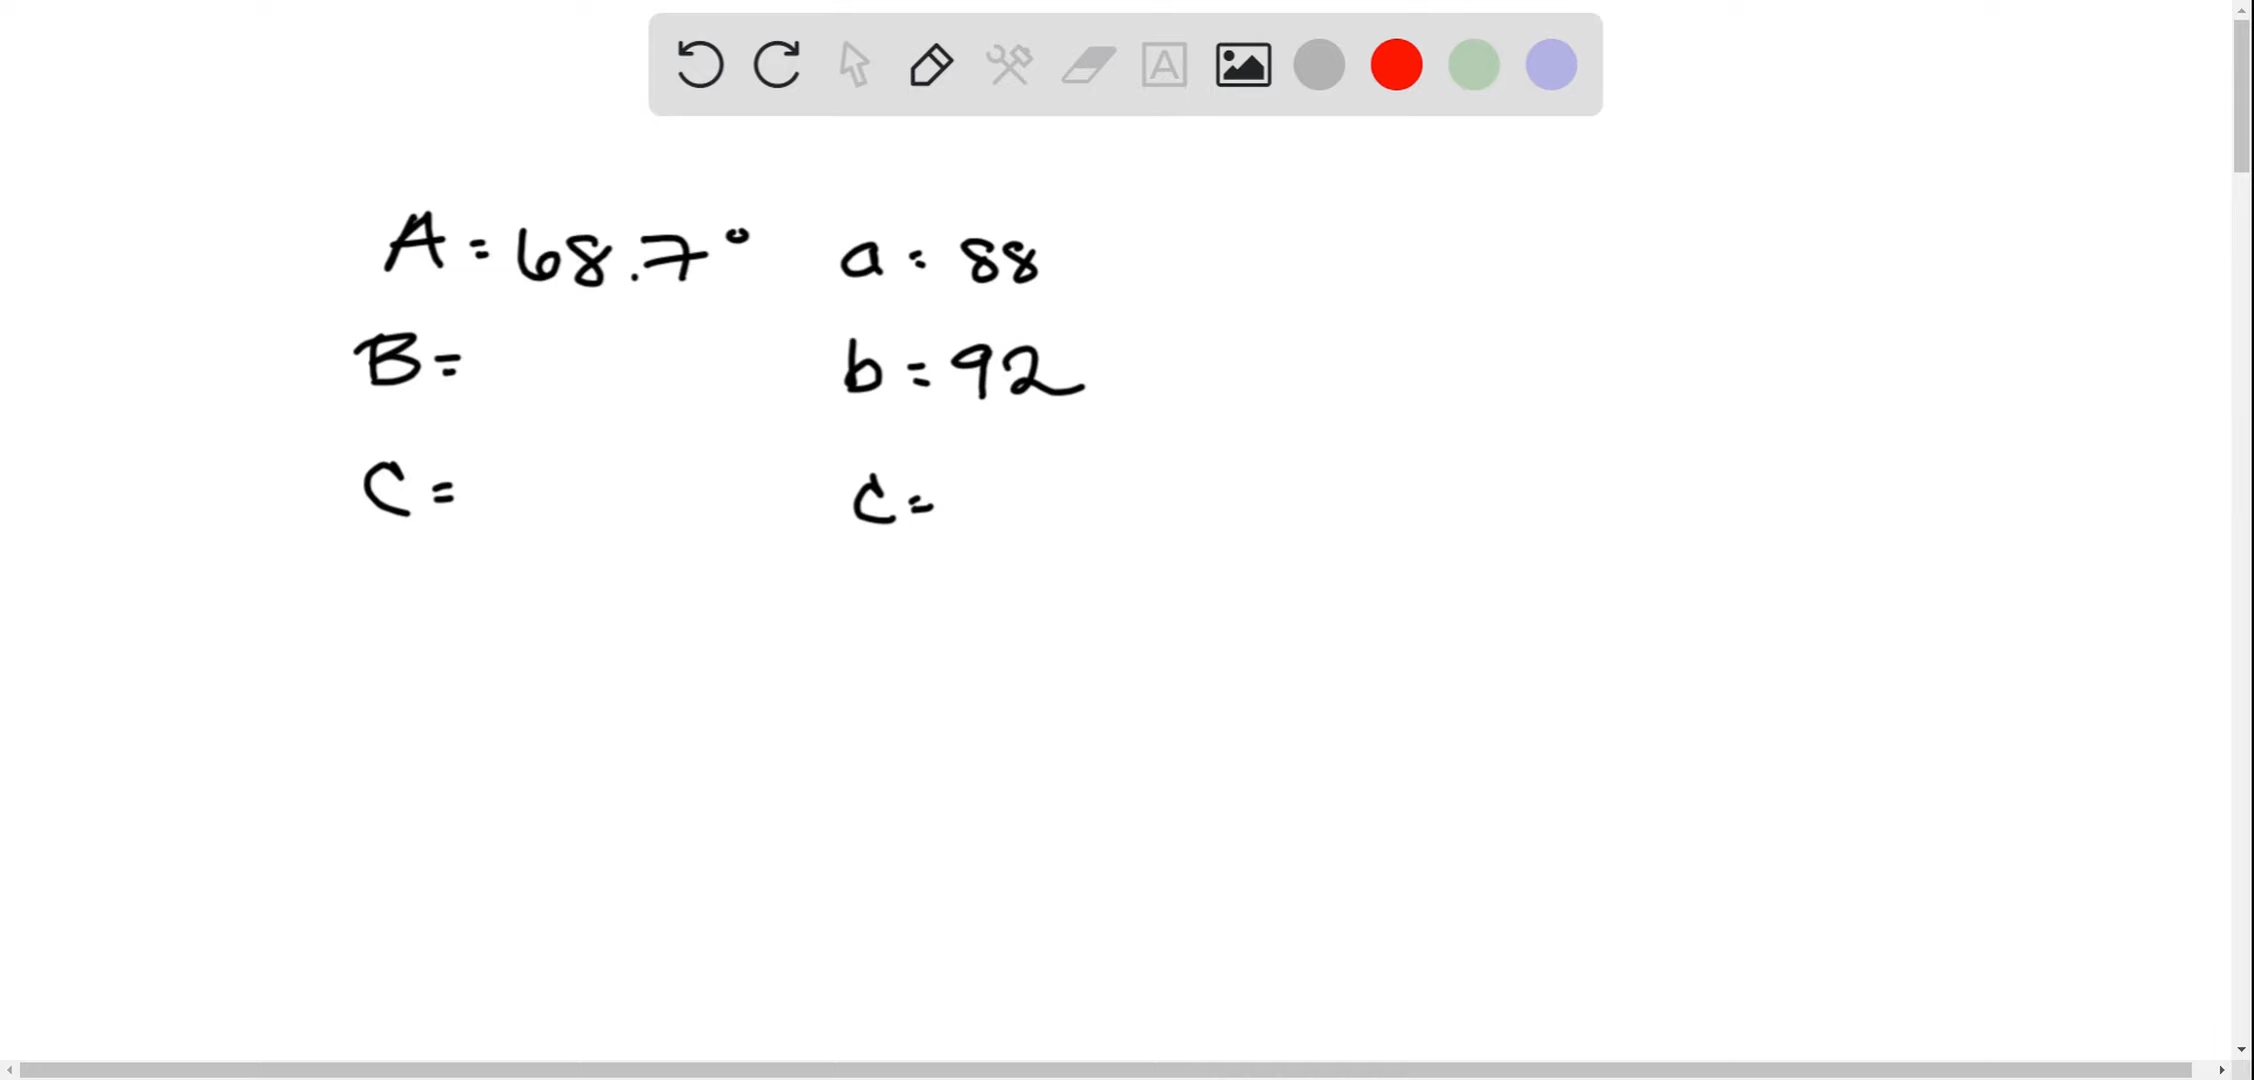 A = 68.7° a = 88
B = b = 92
C = c =